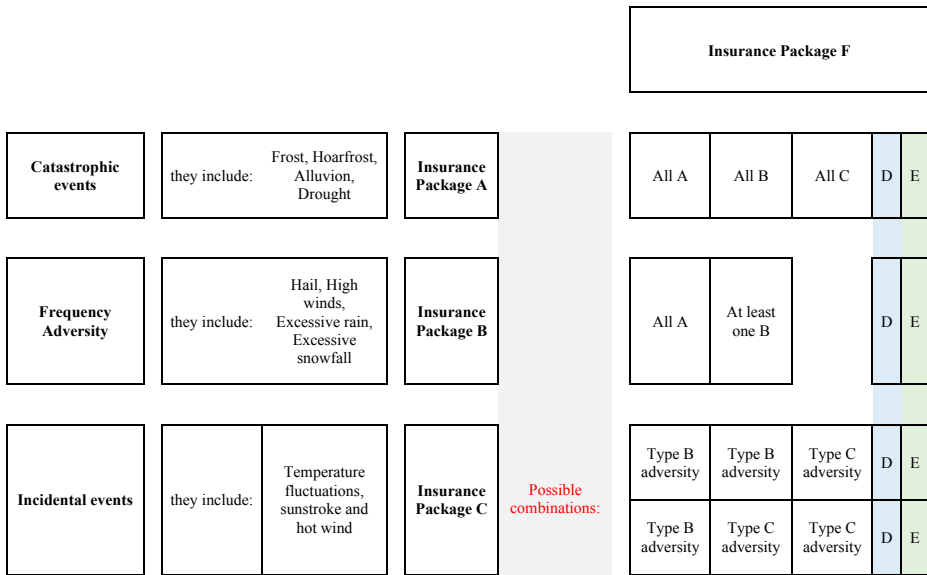 Insurance Package F
Catastrophic
events
they include:
Frost, Hoarfrost,
Alluvion,
Drought
Insurance
Package A
All A
All B
All C
D
E
Frequency
Adversity
they include:
Hail, High
winds,
Excessive rain,
Excessive
snowfall
Insurance
Package B
All A
At least
one B
D
E
Incidental events
they include:
Temperature
fluctuations,
sunstroke and
hot wind
Insurance
Package C
Possible
combinations:
Type B
adversity
Type B
adversity
Type C
adversity
D
E
Type B
adversity
Type C
adversity
Type C
adversity
D
E